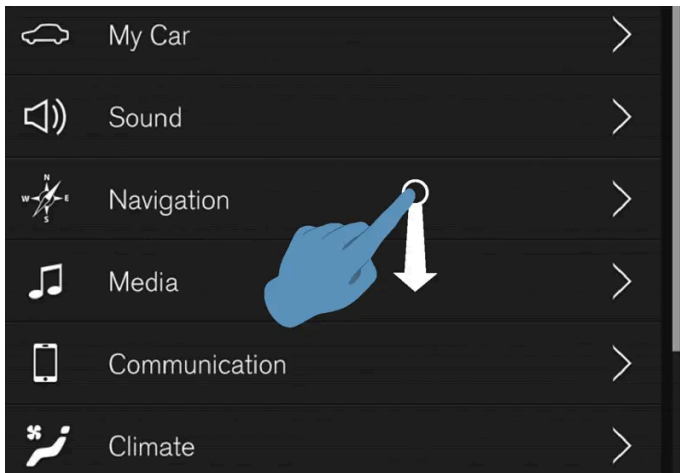 My Car
Sound
N
W E
S
Navigation
Media
Communication
Climate